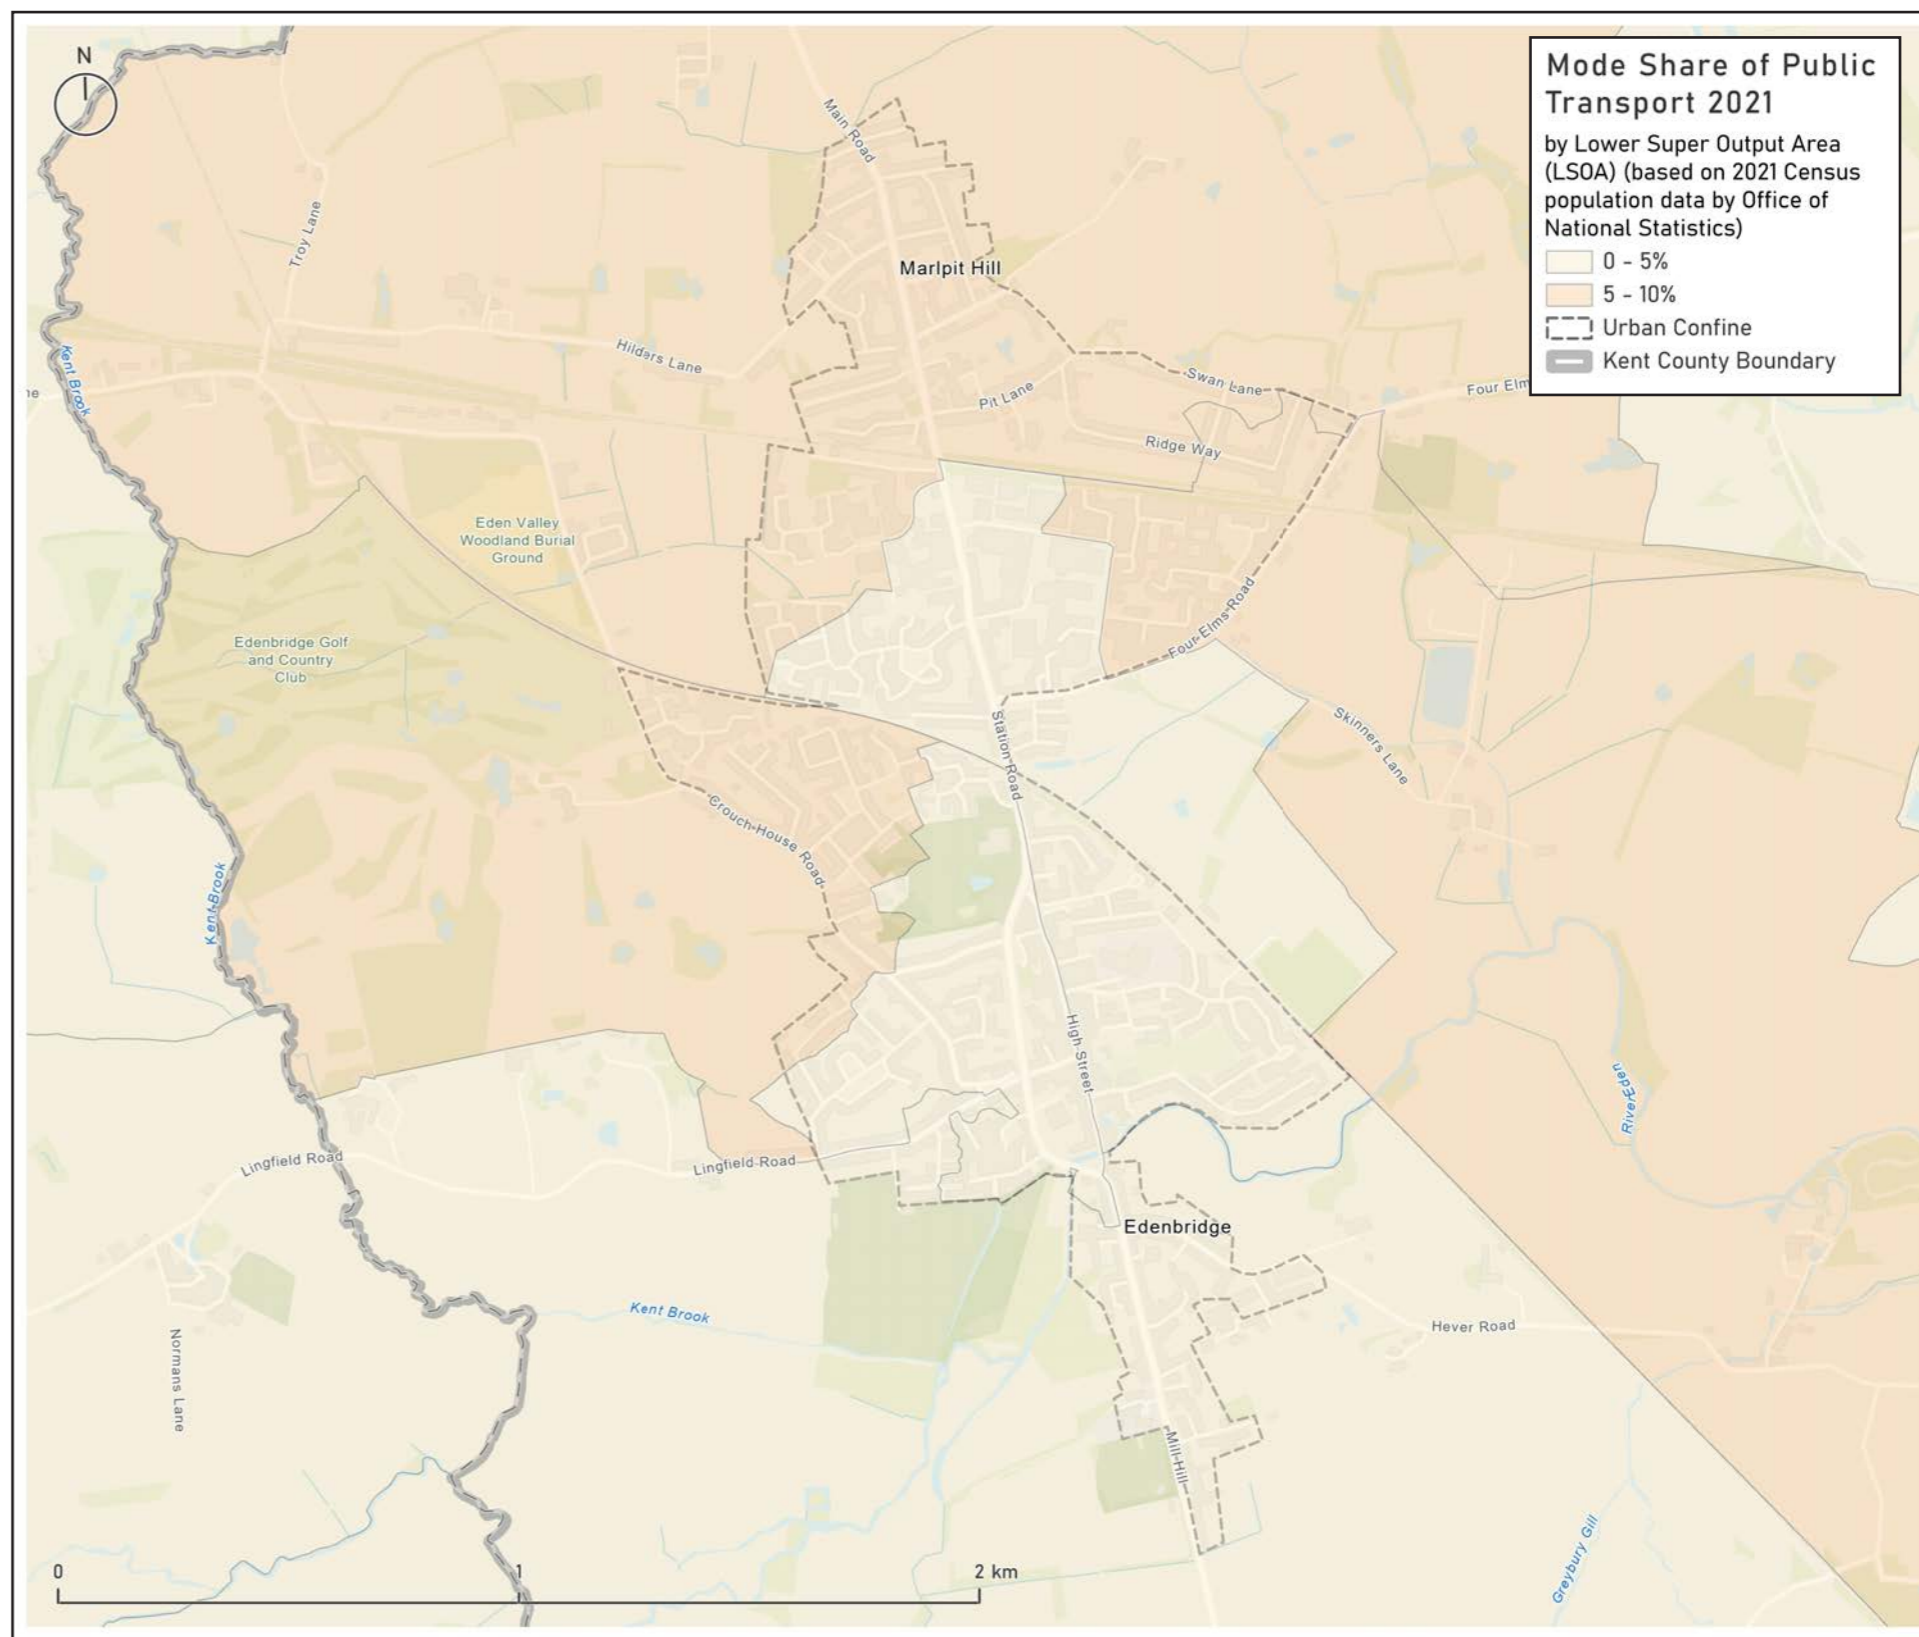 N
Mode Share of Public
Transport 2021
by Lower Super Output Area
(LSOA) (based on 2021 Census
population data by Office of
National Statistics)
0 - 5%
5 - 10%
Urban Confine
Kent County Boundary
Main Road
Troy Lane
Marlpit Hill
Hilders Lane
Kent Brook
ne
Pit Lane
Swan Lane
Four Elm
Ridge Way
Eden Valley
Woodland Burial
Ground
Edenbridge Golf
and Country
Club
Four Elms Road
Station Road
Skinners Lane
Crouch House Road
Kent Brook
High Street
River Eden
Lingfield Road
Lingfield Road
Edenbridge
Kent Brook
Hever Road
Normans Lane
Mill Hill
Greybury Gill
0
1
2 km